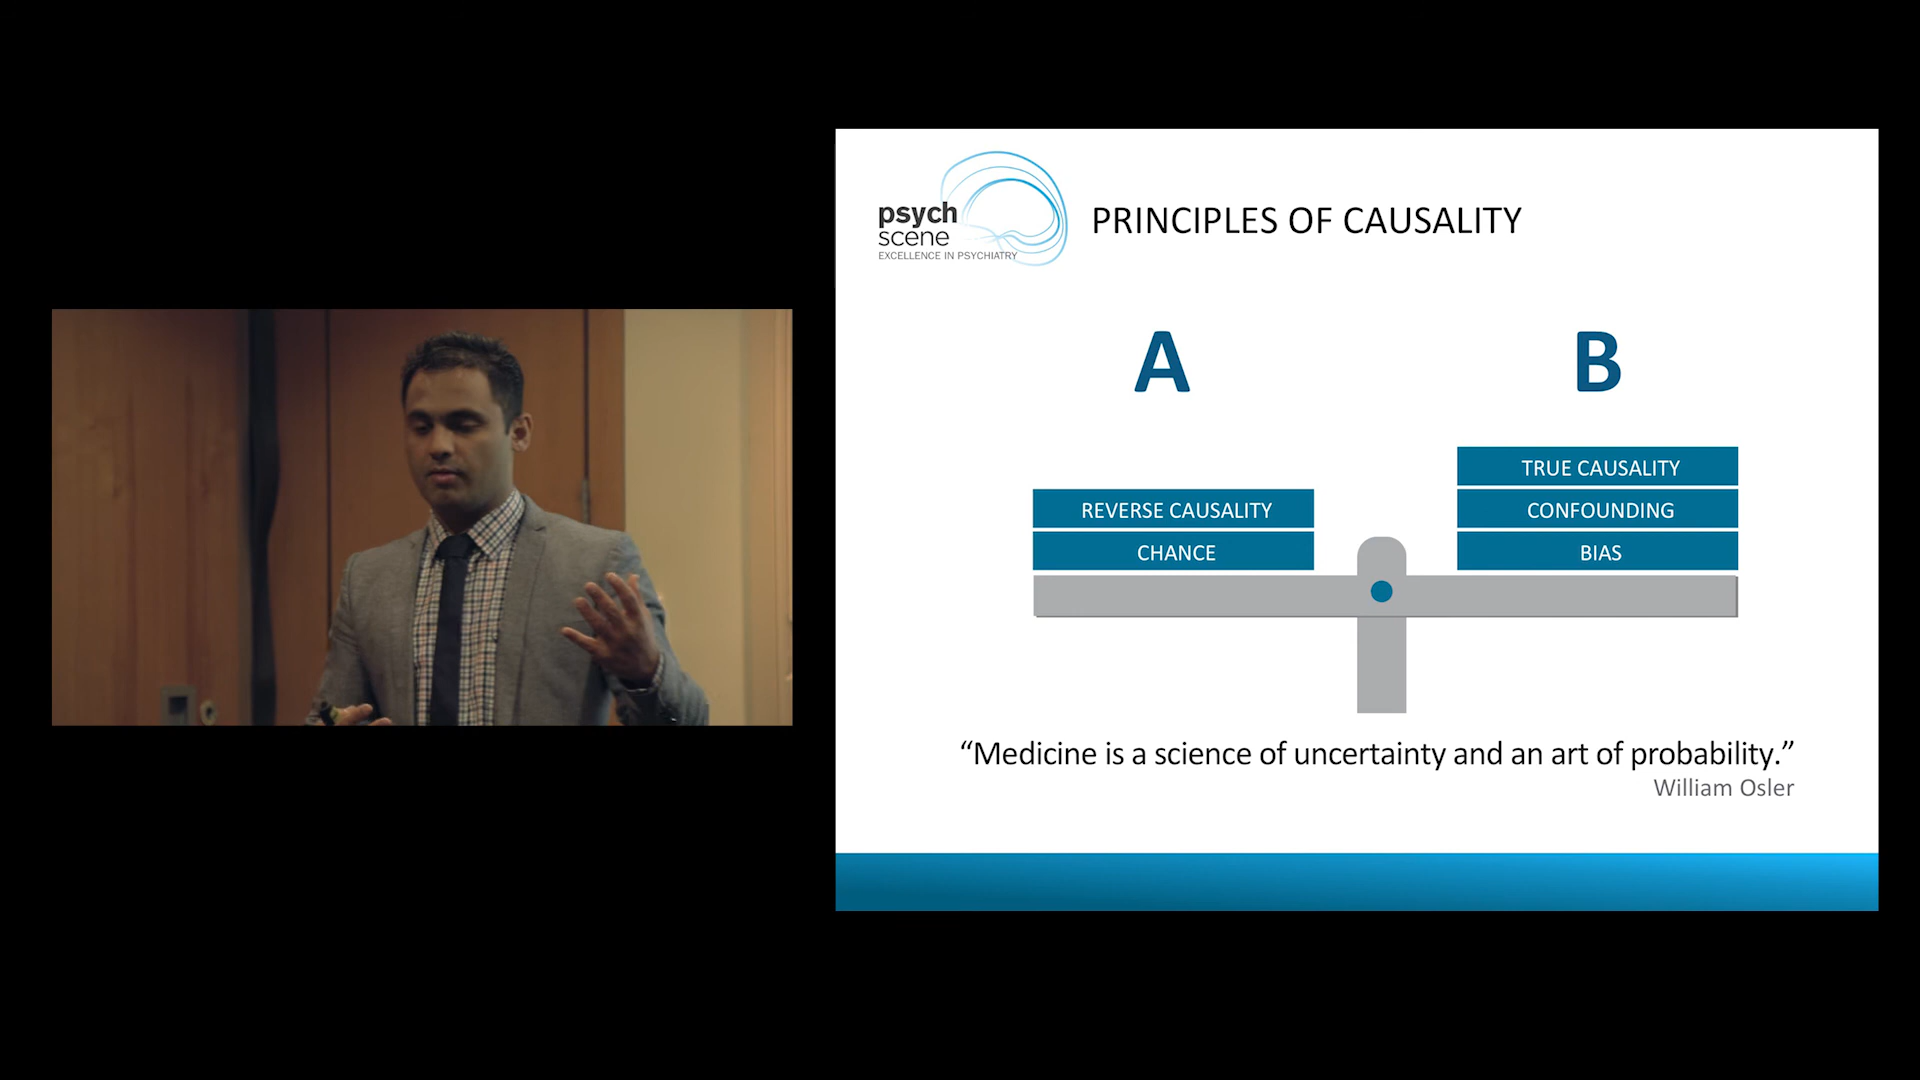 psych
scene
EXCELLENCE IN PSYCHIATRY
PRINCIPLES OF CAUSALITY
A
B
REVERSE CAUSALITY
CHANCE
TRUE CAUSALITY
CONFOUNDING
BIAS
“Medicine is a science of uncertainty and an art of probability.”
William Osler